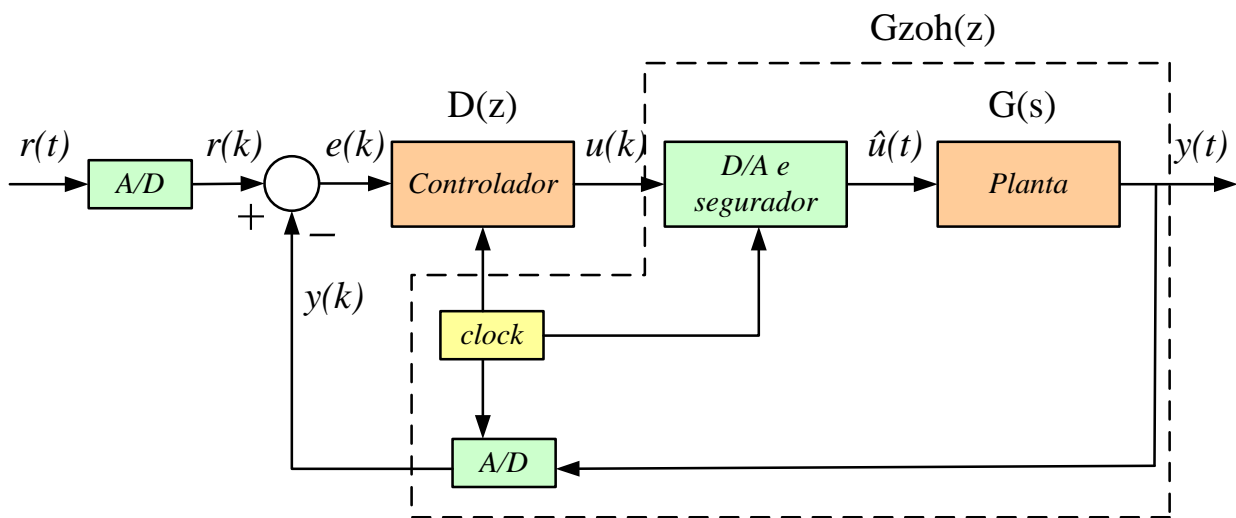 Gzoh(z)
D(z)
G(s)
r(t)
r(k)
e(k)
u(k)
û(t)
y(t)
A/D
Controlador
D/A e
segurador
Planta
+
−
y(k)
clock
A/D